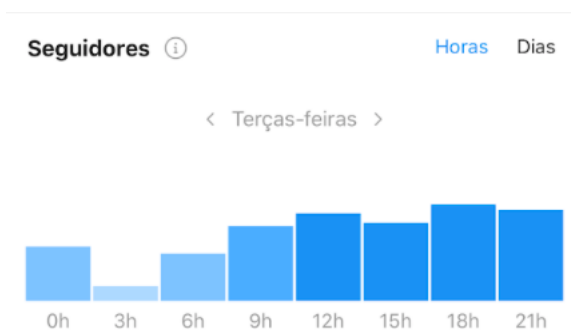 Seguidores i Horas Dias
< Terças-feiras >
0h 3h 6h 9h 12h 15h 18h 21h